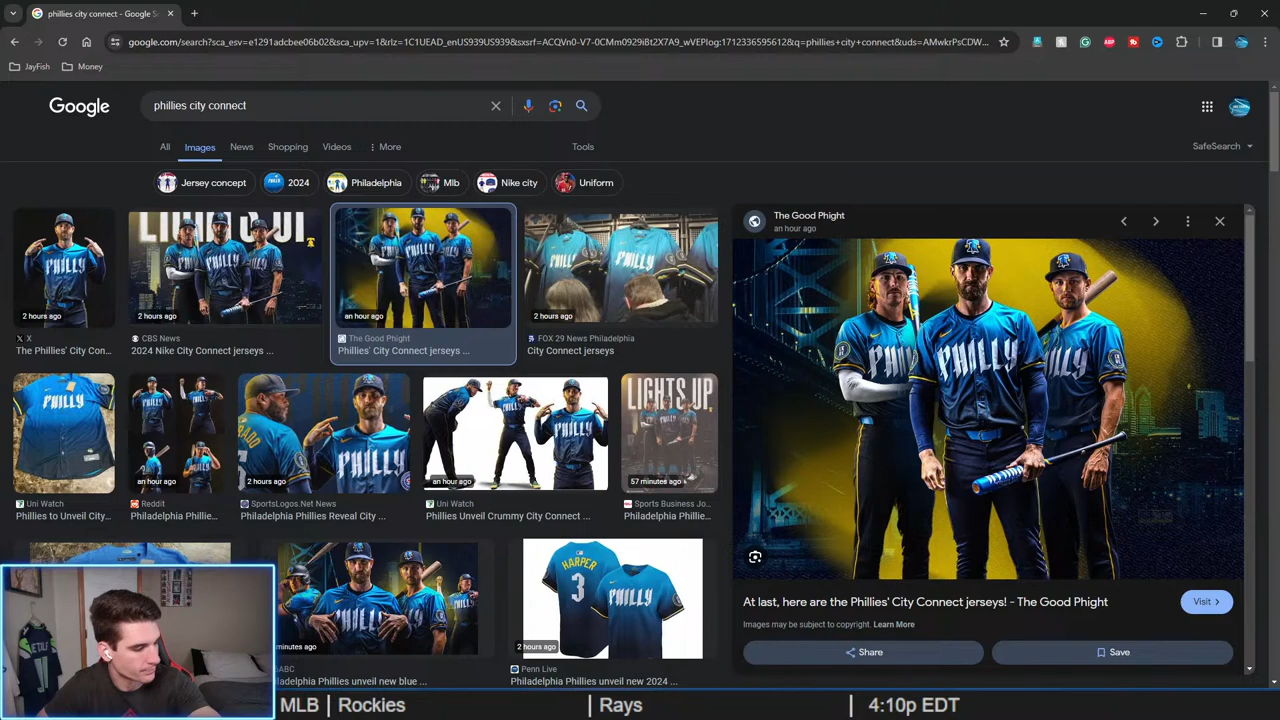 phillies city connect - Google S
google.com/search?sca_esv=e1291adcbee06b02&sca_upv=1&rlz=1C1UEAD_enUS939US939&sxsrf=ACQVn0-V7-0CMm0929iBt2X7A9_wVEPlog:1712336595612&q=phillies+city+connect&uds=AMwkrPsCDW...
JayFish
Money
Google
phillies city connect
All
Images
News
Shopping
Videos
More
Tools
SafeSearch
Jersey concept
2024
Philadelphia
Mlb
Nike city
Uniform
LIGHTS UP
PHILLY
2 hours ago
2 hours ago
an hour ago
2 hours ago
X
The Phillies' City Con...
CBS News
2024 Nike City Connect jerseys ...
The Good Phight
Phillies' City Connect jerseys ...
FOX 29 News Philadelphia
City Connect jerseys
The Good Phight
an hour ago
PHILLY
PHILLY
LIGHTS UP
an hour ago
2 hours ago
an hour ago
57 minutes ago
Uni Watch
Phillies to Unveil City...
Reddit
Philadelphia Phillie...
SportsLogos.Net News
Philadelphia Phillies Reveal City ...
Uni Watch
Phillies Unveil Crummy City Connect ...
Sports Business Jo...
Philadelphia Phillie...
At last, here are the Phillies' City Connect jerseys! - The Good Phight
Visit
Images may be subject to copyright. Learn More
Share
Save
HARPER
3
PHILLY
minutes ago
2 hours ago
ABC
Philadelphia Phillies unveil new blue ...
Penn Live
Philadelphia Phillies unveil new 2024 ...
MLB | Rockies | Rays | 4:10p EDT